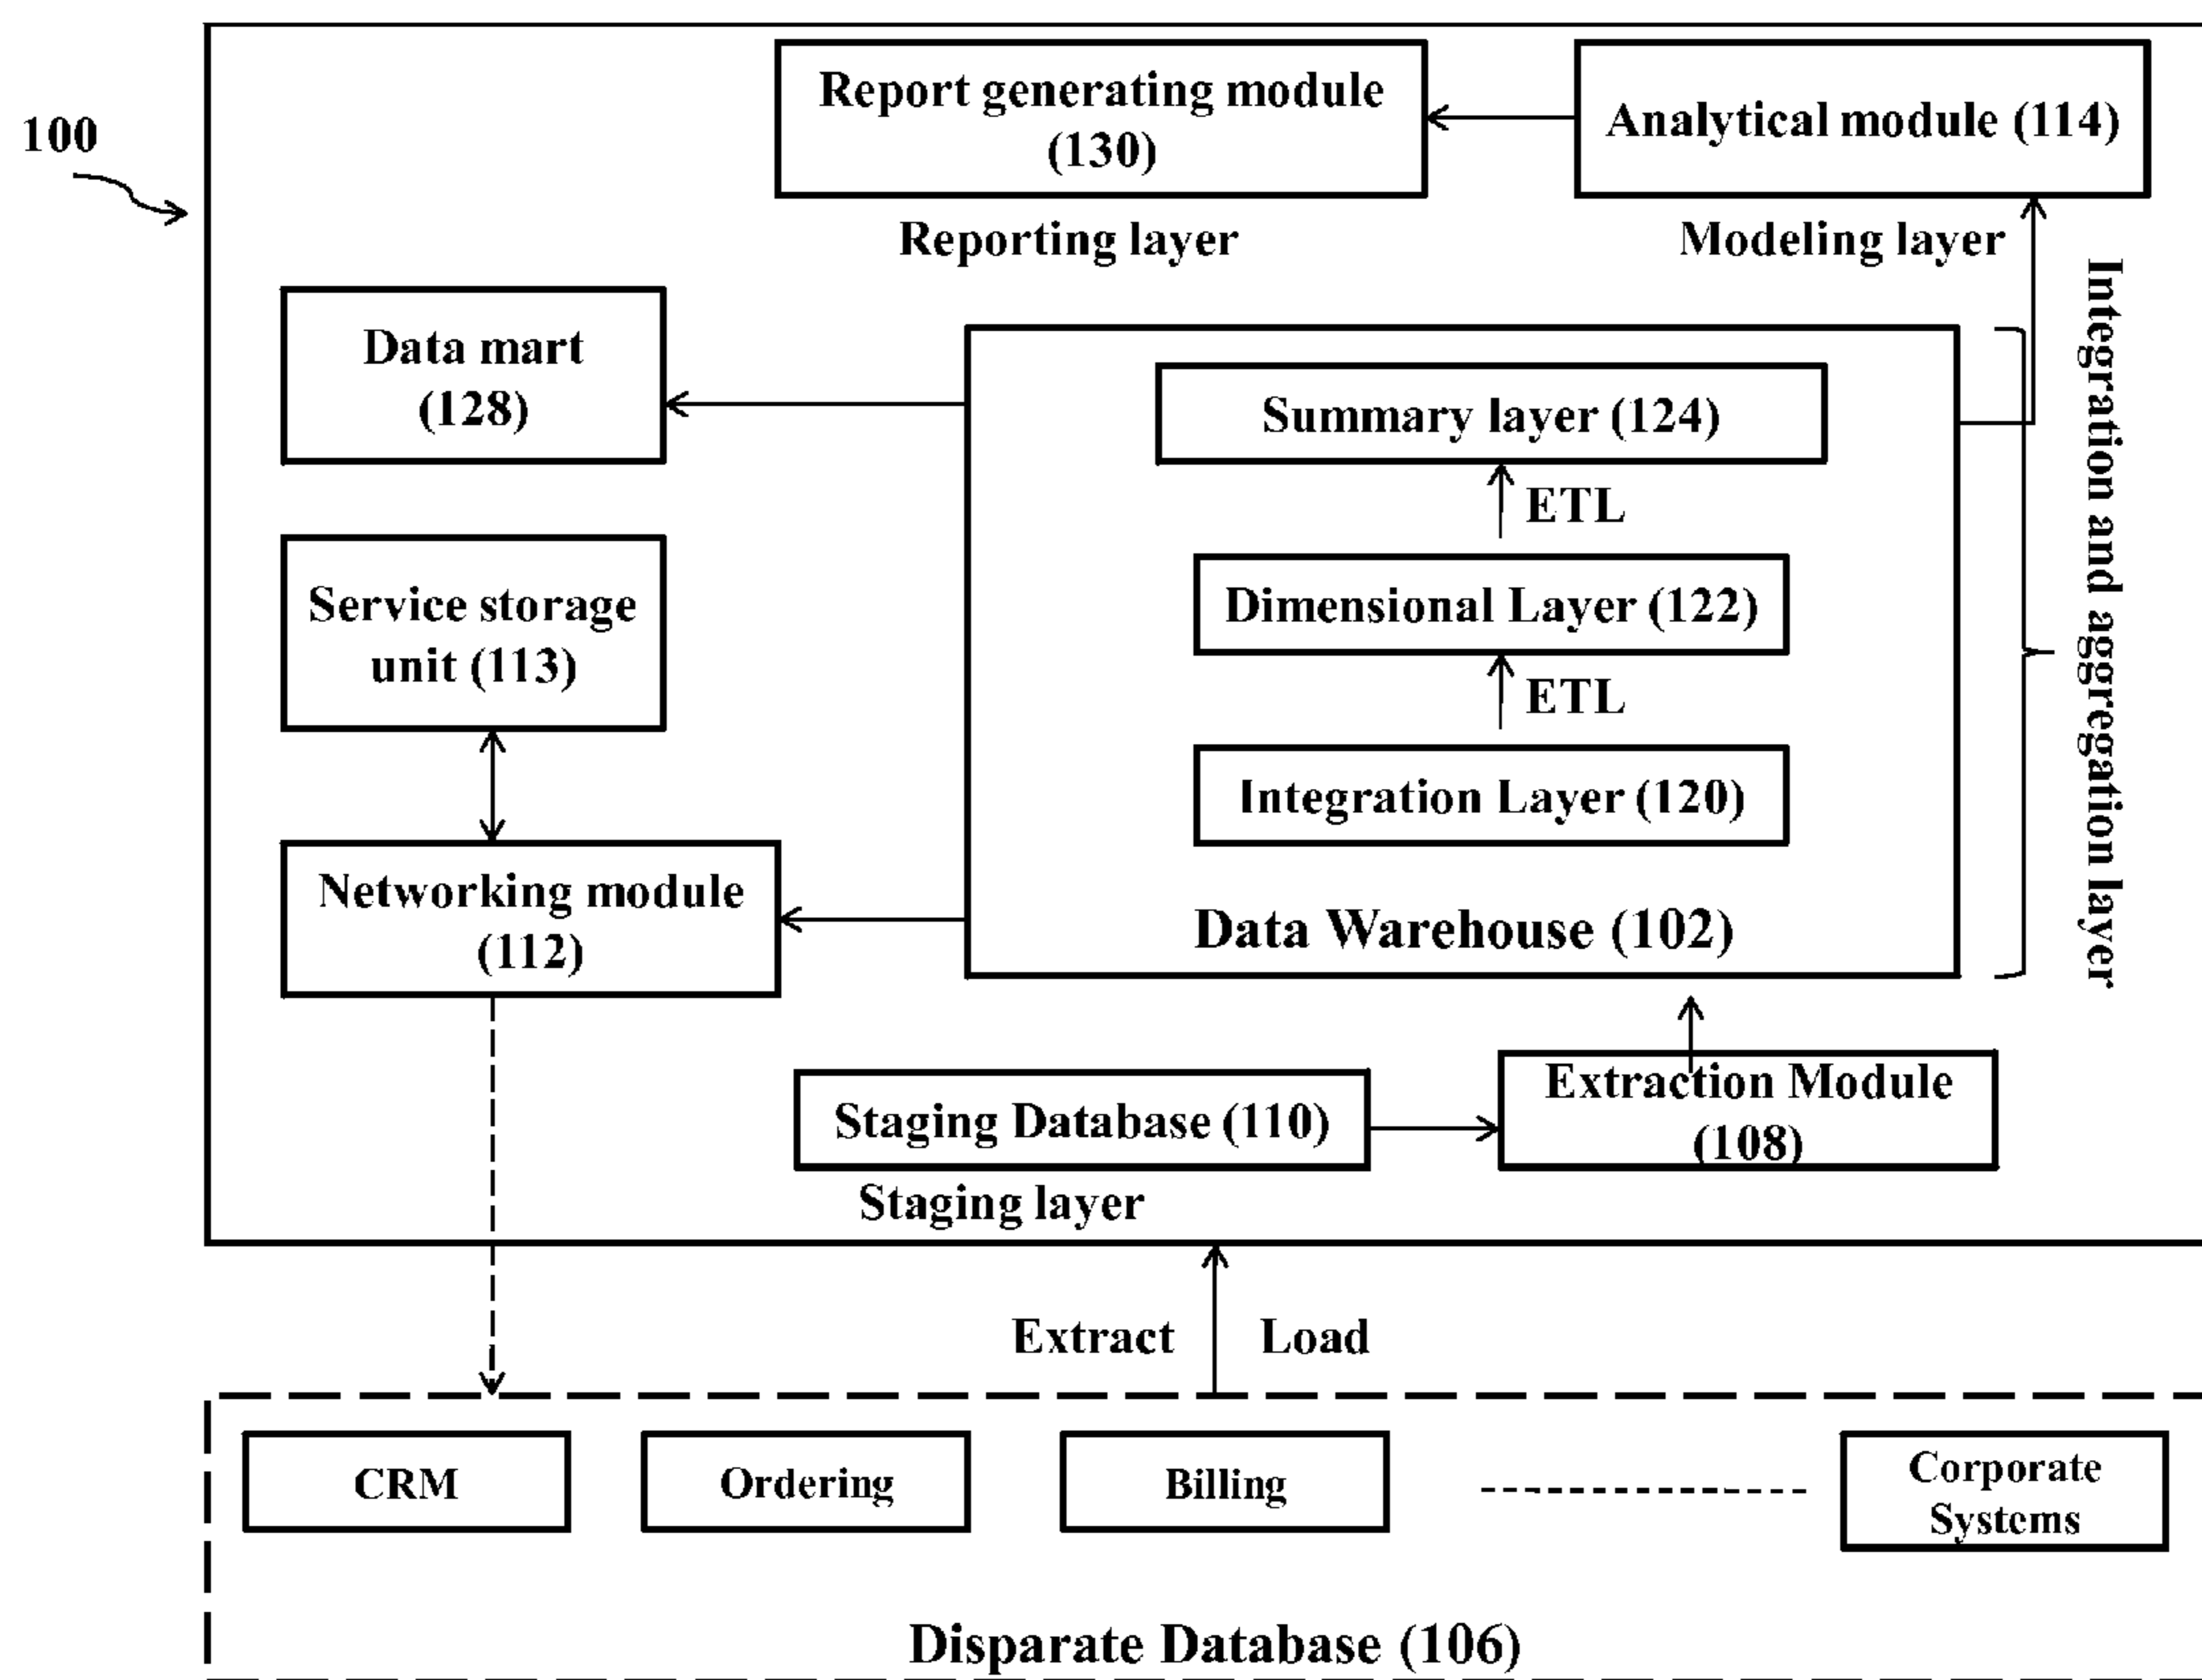 100
Report generating module
(130)
Analytical module (114)
Reporting layer
Modeling layer
Integration and aggregation layer
Data mart
(128)
Summary layer (124)
ETL
Service storage
unit (113)
Dimensional Layer (122)
ETL
Integration Layer (120)
Networking module
(112)
Data Warehouse (102)
Staging Database (110)
Extraction Module
(108)
Staging layer
Extract
Load
CRM
Ordering
Billing
Corporate
Systems
Disparate Database (106)